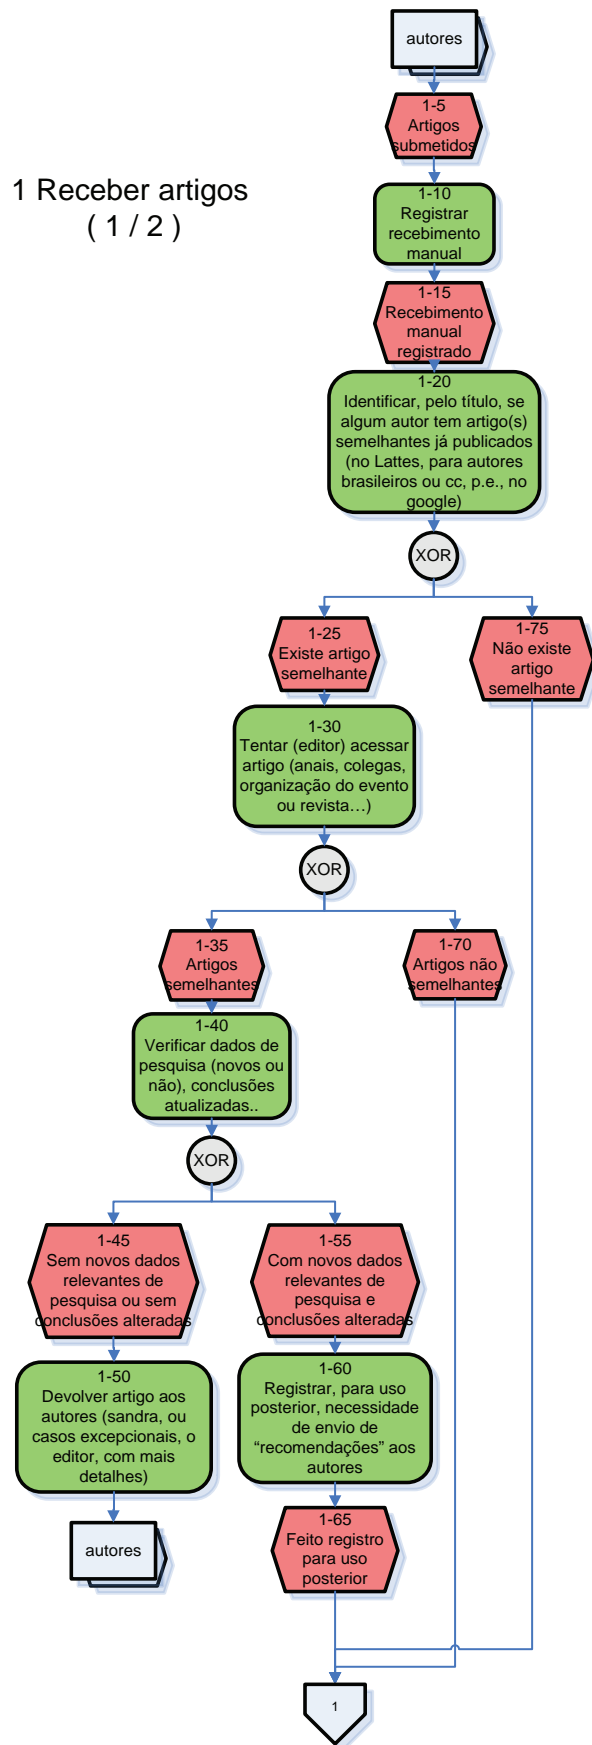 autores
1-5
Artigos
submetidos
1 Receber artigos
( 1 / 2 )
1-10
Registrar
recebimento
manual
1-15
Recebimento
manual
registrado
1-20
Identificar, pelo título, se
algum autor tem artigo(s)
semelhantes já publicados
(no Lattes, para autores
brasileiros ou cc, p.e., no
google)
XOR
1-25
Existe artigo
semelhante
1-75
Não existe
artigo
semelhante
1-30
Tentar (editor) acessar
artigo (anais, colegas,
organização do evento
ou revista…)
XOR
1-35
Artigos
semelhantes
1-70
Artigos não
semelhantes
1-40
Verificar dados de
pesquisa (novos ou
não), conclusões
atualizadas..
XOR
1-45
Sem novos dados
relevantes de
pesquisa ou sem
conclusões alteradas
1-55
Com novos dados
relevantes de
pesquisa e
conclusões alteradas
1-50
Devolver artigo aos
autores (sandra, ou
casos excepcionais, o
editor, com mais
detalhes)
1-60
Registrar, para uso
posterior, necessidade
de envio de
“recomendações” aos
autores
autores
1-65
Feito registro
para uso
posterior
1